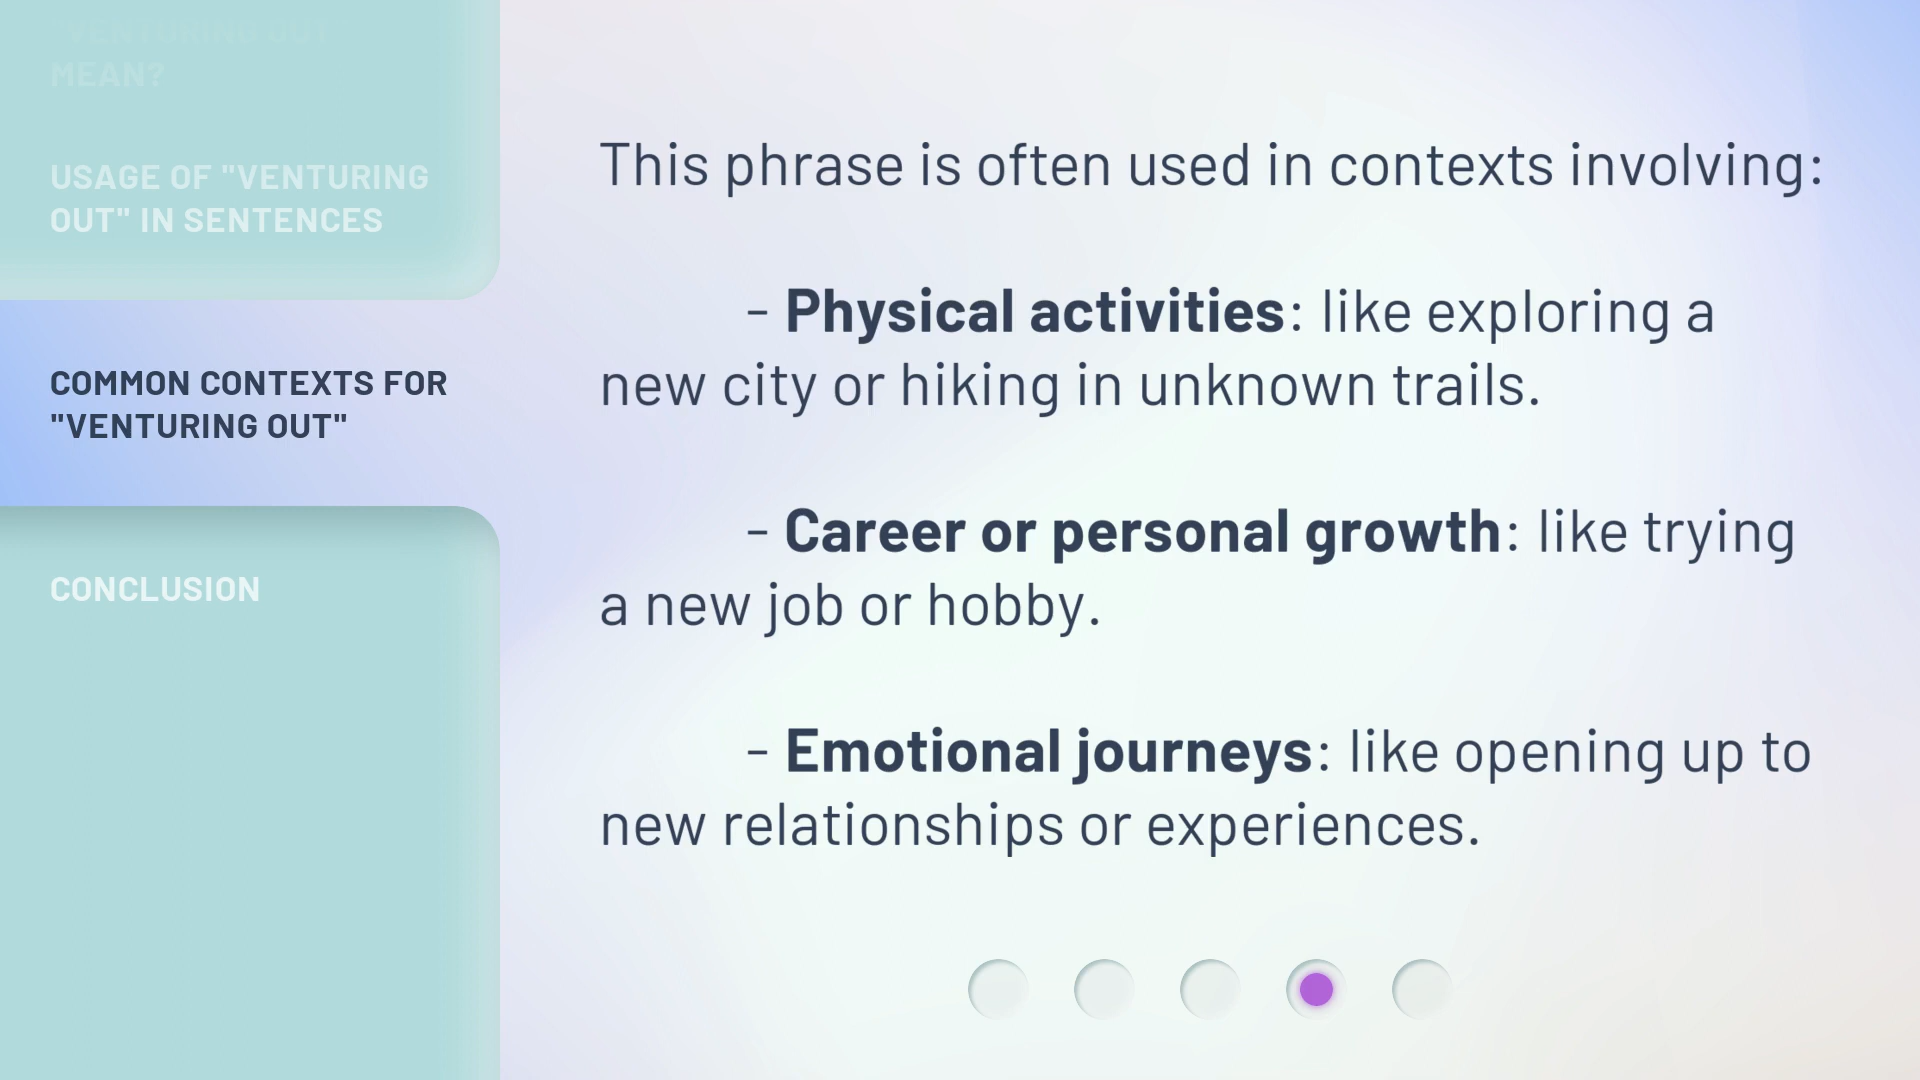 "VENTURING OUT
MEAN?
USAGE OF "VENTURING
OUT" IN SENTENCES
COMMON CONTEXTS FOR
"VENTURING OUT"
CONCLUSION
This phrase is often used in contexts involving:
- Physical activities: like exploring a
new city or hiking in unknown trails.
- Career or personal growth: like trying
a new job or hobby.
- Emotional journeys: like opening up to
new relationships or experiences.